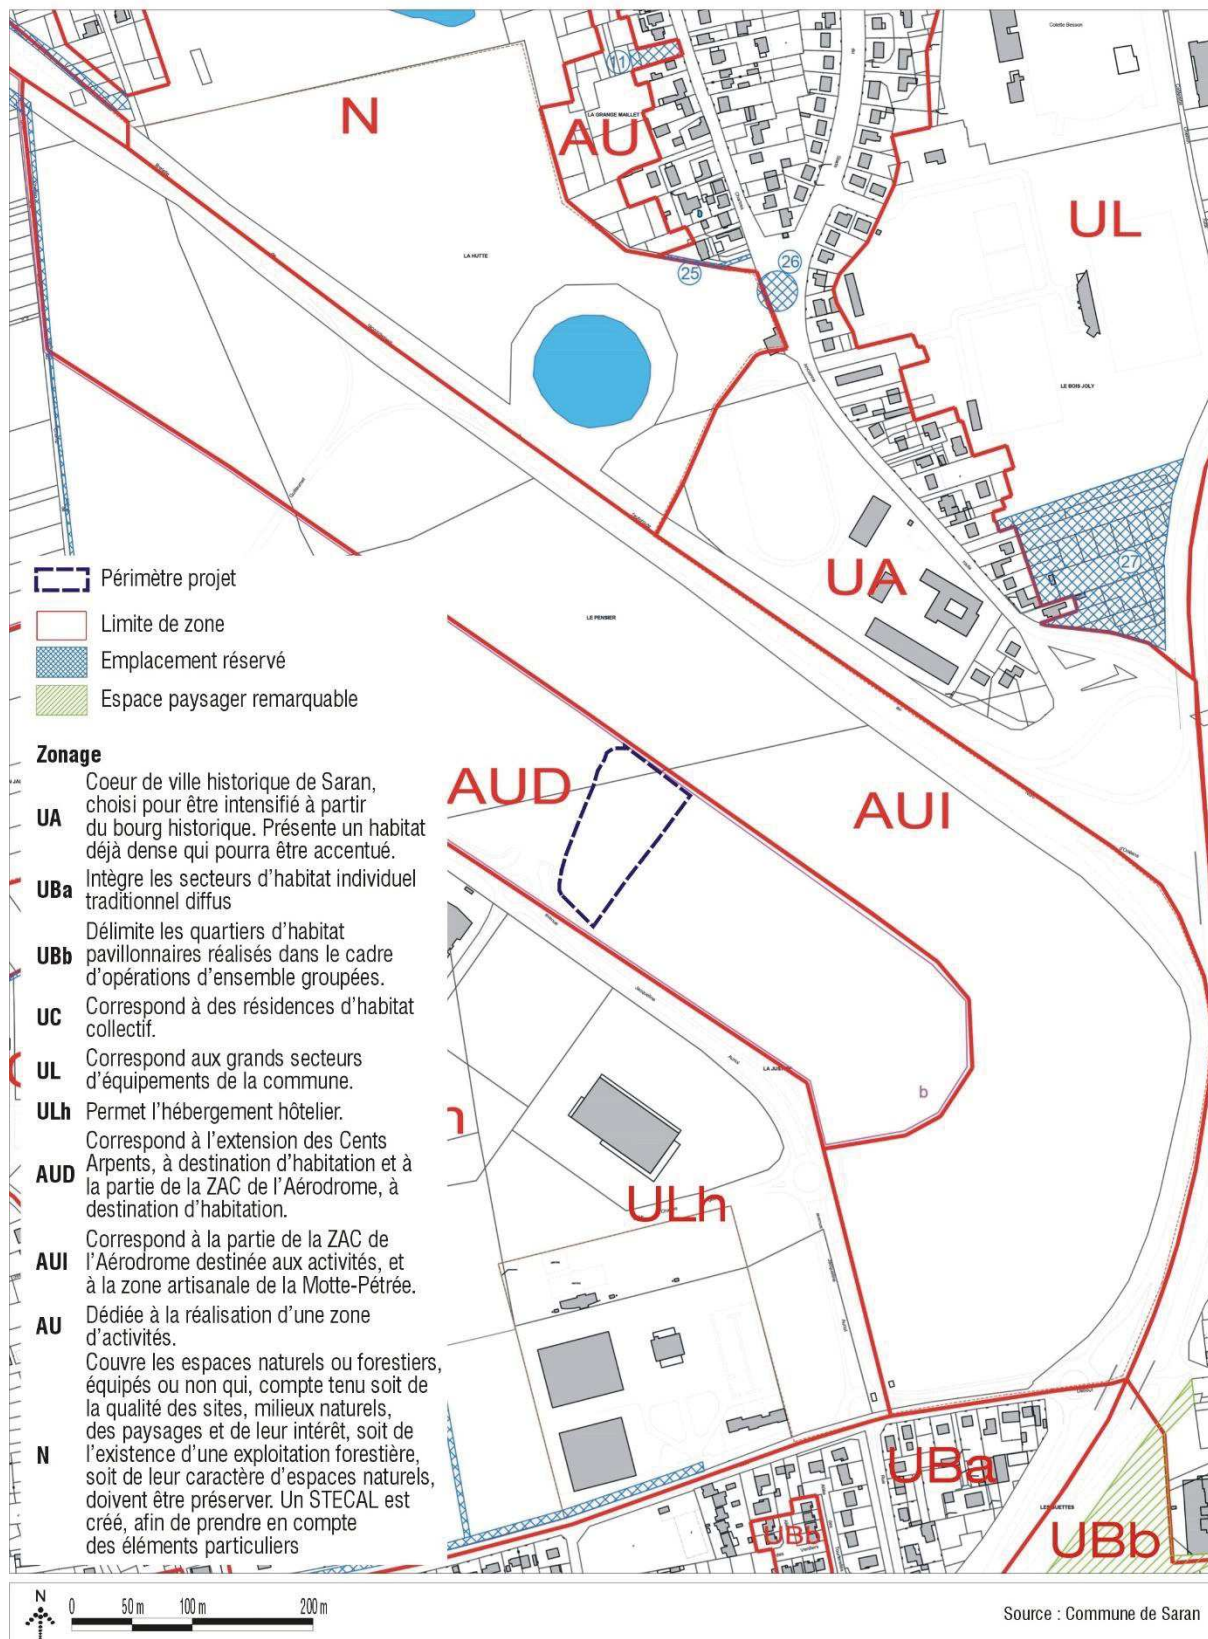 Colette Besson
11
N
LA GRANGE MAILLET
AU
UL
LA HUTTE
25
26
LE BOIS JOLY
27
UA
Périmètre projet
LE PENSIER
Limite de zone
Emplacement réservé
Espace paysager remarquable
Zonage
UA
Coeur de ville historique de Saran,
choisi pour être intensifié à partir
du bourg historique. Présente un habitat
déjà dense qui pourra être accentué.
UBa
Intègre les secteurs d'habitat individuel
traditionnel diffus
UBb
Délimite les quartiers d'habitat
pavillonnaires réalisés dans le cadre
d'opérations d'ensemble groupées.
UC
Correspond à des résidences d'habitat
collectif.
UL
Correspond aux grands secteurs
d'équipements de la commune.
ULh
Permet l'hébergement hôtelier.
AUD
Correspond à l'extension des Cents
Arpents, à destination d'habitation et à
la partie de la ZAC de l'Aérodrome, à
destination d'habitation.
AUI
Correspond à la partie de la ZAC de
l'Aérodrome destinée aux activités, et
à la zone artisanale de la Motte-Pétrée.
AU
Dédiée à la réalisation d'une zone
d'activités.
N
Couvre les espaces naturels ou forestiers,
équipés ou non qui, compte tenu soit de
la qualité des sites, milieux naturels,
des paysages et de leur intérêt, soit de
l'existence d'une exploitation forestière,
soit de leur caractère d'espaces naturels,
doivent être préserver. Un STECAL est
créé, afin de prendre en compte
des éléments particuliers
AUD
AUI
Jacqueline
Auriol
b
ULh
UBa
UBb
UBb
N
0 50 m 100 m 200 m
Source : Commune de Saran